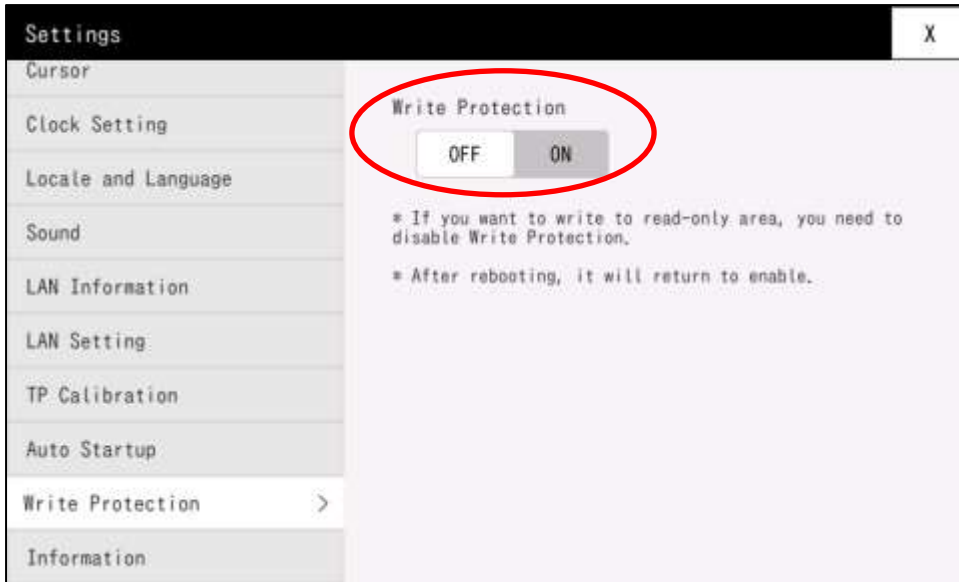 Settings
X
Cursor
Clock Setting
Locale and Language
Sound
LAN Information
LAN Setting
TP Calibration
Auto Startup
Write Protection >
Information
Write Protection
OFF ON
* If you want to write to read-only area, you need to
disable Write Protection.
* After rebooting, it will return to enable.